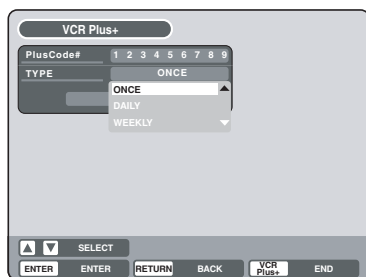 VCR Plus+
PlusCode# 1 2 3 4 5 6 7 8 9
TYPE ONCE
ONCE
DAILY
WEEKLY
SELECT
ENTER ENTER RETURN BACK VCR Plus+ END